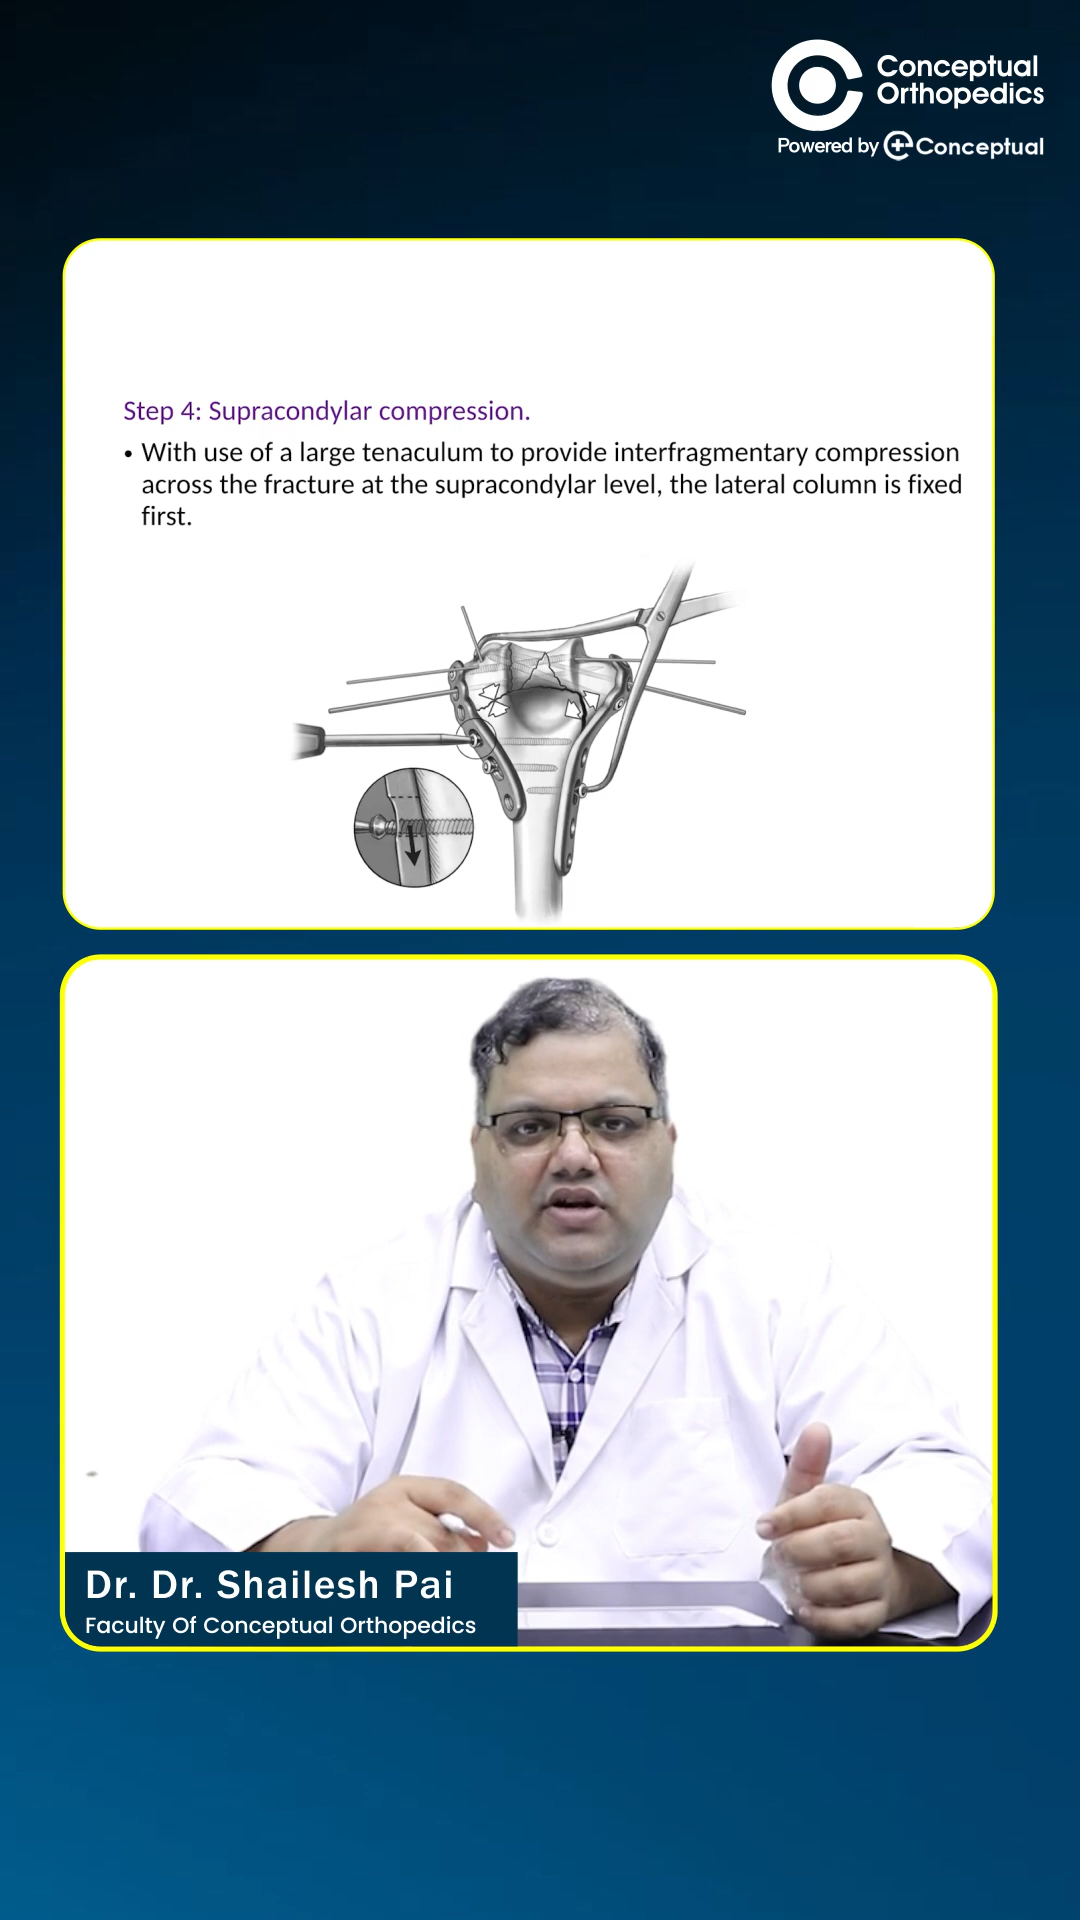 Conceptual
Orthopedics
Powered by Conceptual
Step 4: Supracondylar compression.
• With use of a large tenaculum to provide interfragmentary compression
across the fracture at the supracondylar level, the lateral column is fixed
first.
Dr. Dr. Shailesh Pai
Faculty Of Conceptual Orthopedics